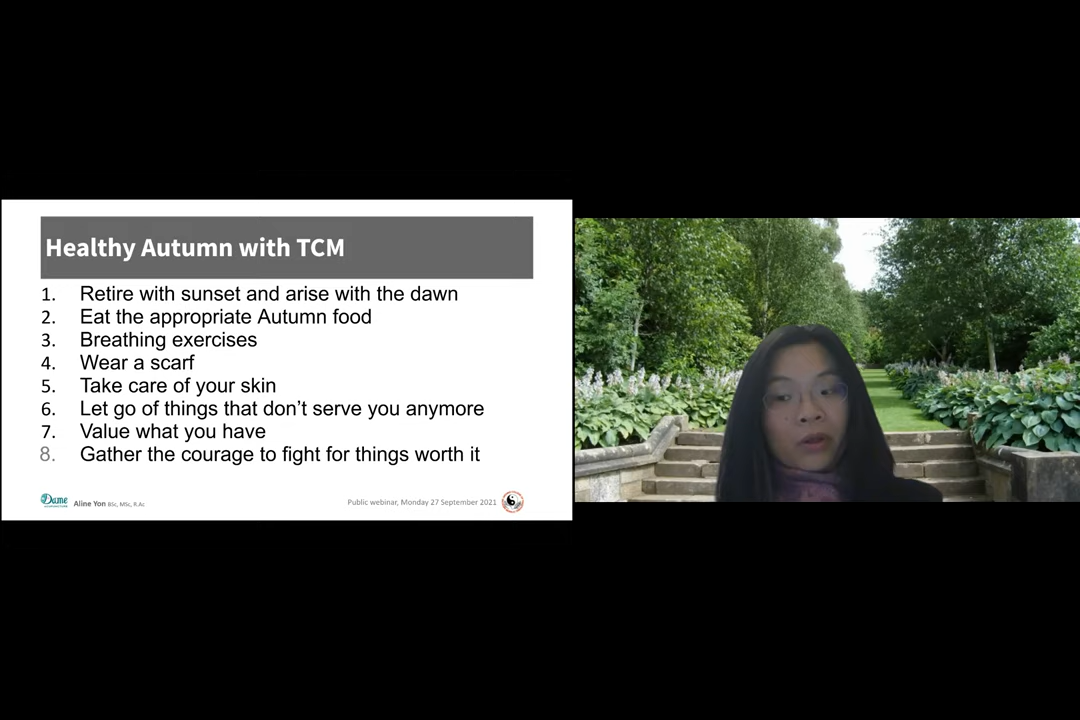 Healthy Autumn with TCM
1. Retire with sunset and arise with the dawn
2. Eat the appropriate Autumn food
3. Breathing exercises
4. Wear a scarf
5. Take care of your skin
6. Let go of things that don’t serve you anymore
7. Value what you have
8. Gather the courage to fight for things worth it
Dame
Aline Yon BSc, MSc, R.Ac
Public webinar, Monday 27 September 2021